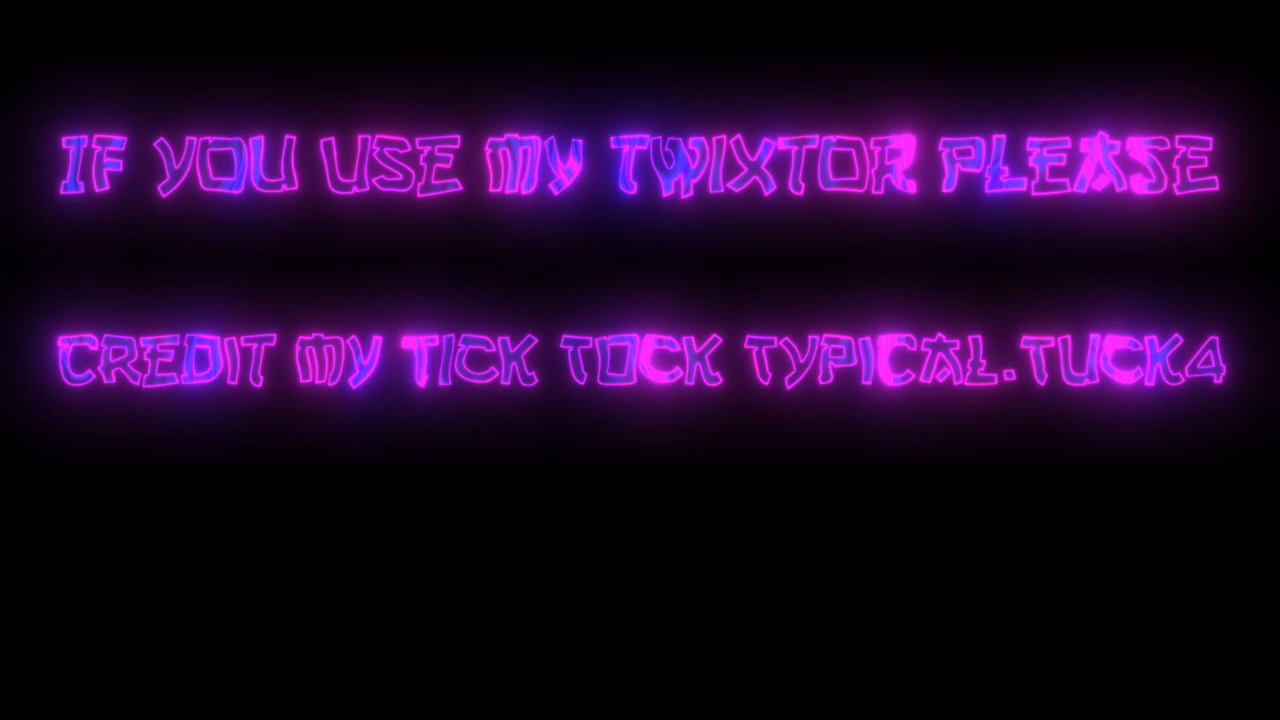 IF YOU USE MY TWIXTOR PLEASE
CREDIT MY TICK TOCK TYPICAL.TUCK4